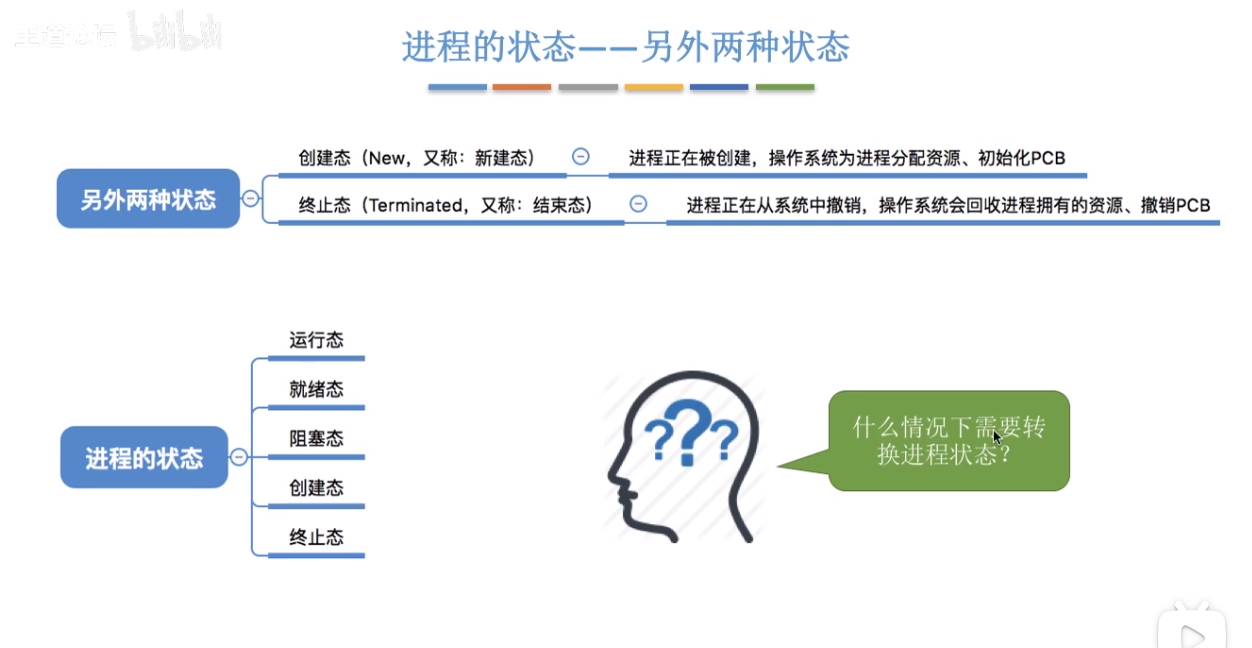 王道论坛 bilibili
进程的状态——另外两种状态
创建态（New，又称：新建态）
进程正在被创建，操作系统为进程分配资源、初始化PCB
另外两种状态
终止态（Terminated，又称：结束态）
进程正在从系统中撤销，操作系统会回收进程拥有的资源、撤销PCB
运行态
就绪态
阻塞态
进程的状态
创建态
终止态
???
什么情况下需要转
换进程状态？